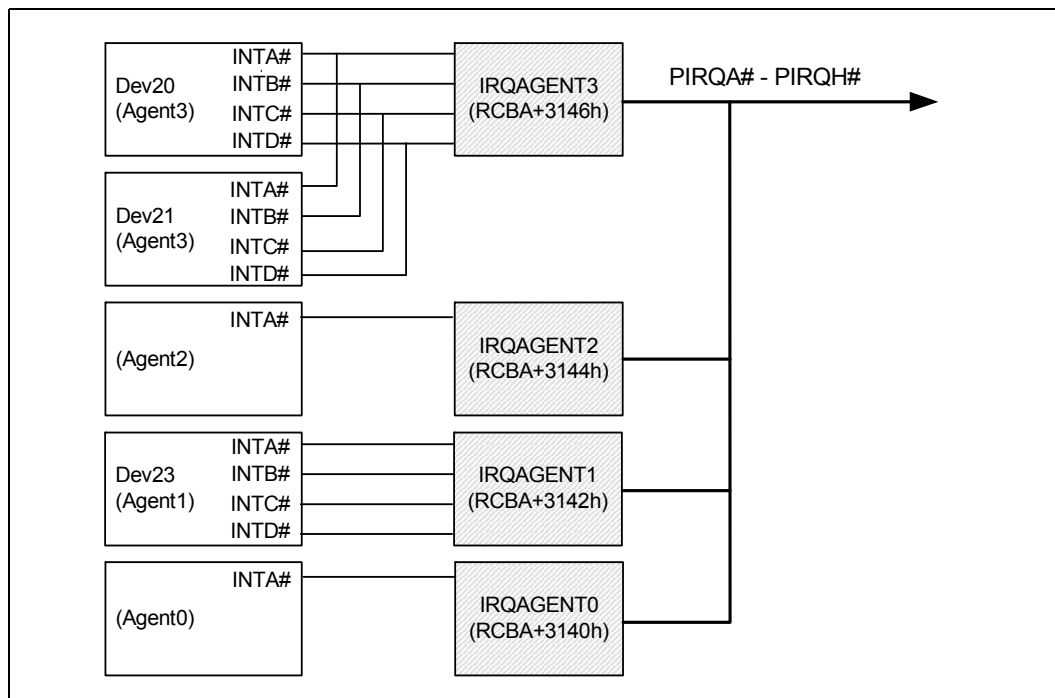 Dev20
(Agent3)
INTA#
INTB#
INTC#
INTD#
IRQAGENT3
(RCBA+3146h)
PIRQA# - PIRQH#
Dev21
(Agent3)
INTA#
INTB#
INTC#
INTD#
(Agent2)
INTA#
IRQAGENT2
(RCBA+3144h)
Dev23
(Agent1)
INTA#
INTB#
INTC#
INTD#
IRQAGENT1
(RCBA+3142h)
(Agent0)
INTA#
IRQAGENT0
(RCBA+3140h)